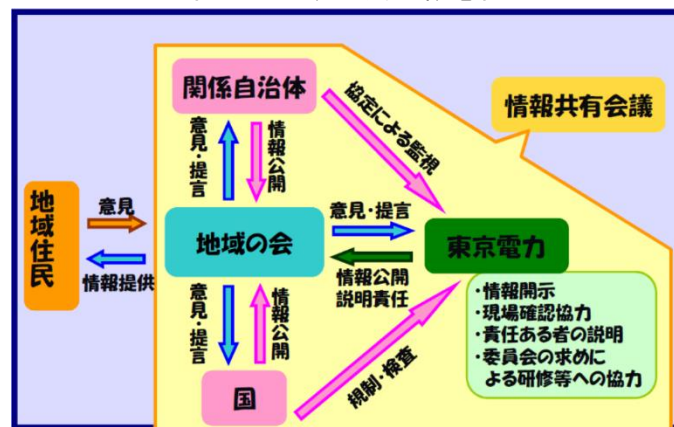 関係自治体
情報共有会議
協定による監視
意見・提言
情報公開
地域住民
意見
情報提供
地域の会
意見・提言
情報公開
説明責任
東京電力
意見・提言
情報公開
・情報開示
・現場確認協力
・責任ある者の説明
・委員会の求めに
よる研修等への協力
規制・検査
国